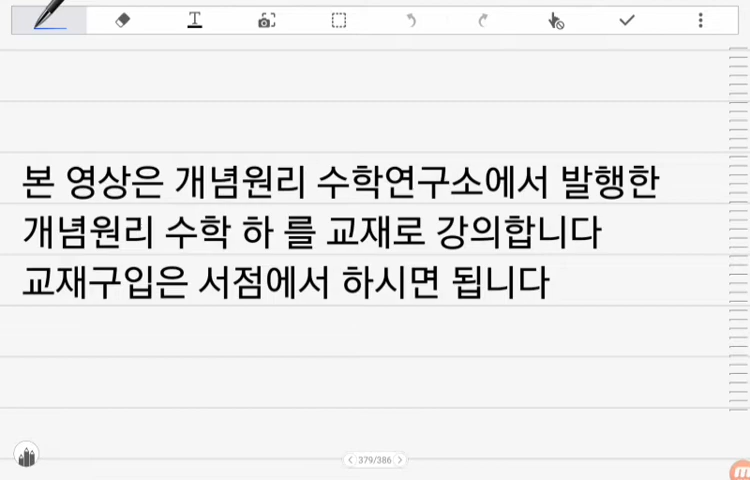 T
본 영상은 개념원리 수학연구소에서 발행한
개념원리 수학 하 를 교재로 강의합니다
교재구입은 서점에서 하시면 됩니다
379/386